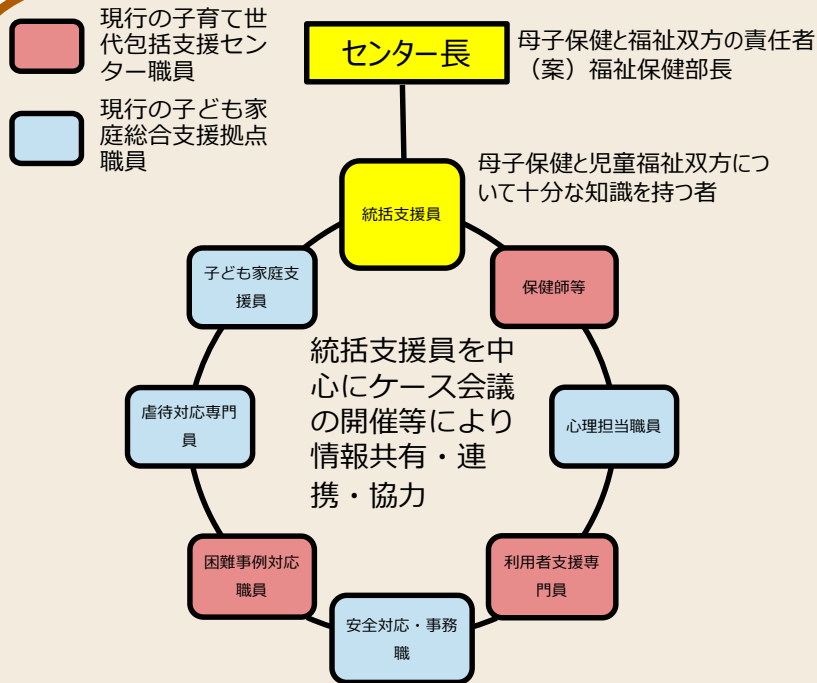 現行の子育て世
代包括支援セン
ター職員
現行の子ども家
庭総合支援拠点
職員
センター長
母子保健と福祉双方の責任者
（案）福祉保健部長
母子保健と児童福祉双方につ
いて十分な知識を持つ者
統括支援員
子ども家庭支
援員
保健師等
統括支援員を中
心にケース会議
の開催等により
情報共有・連
携・協力
虐待対応専門
員
心理担当職員
困難事例対応
職員
利用者支援専
門員
安全対応・事務
職